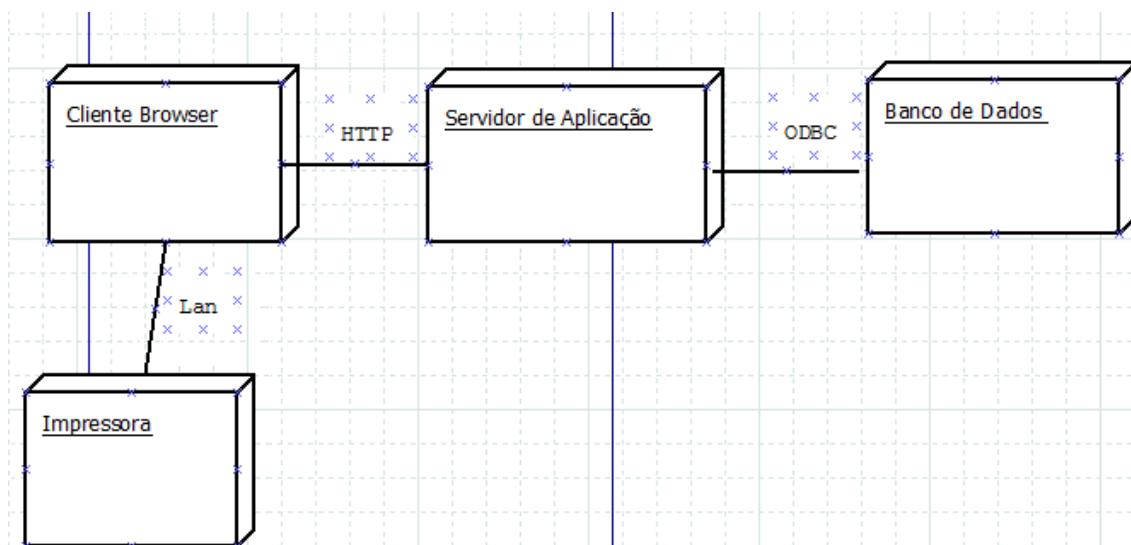 Cliente Browser
HTTP
Servidor de Aplicação
ODBC
Banco de Dados
Lan
Impressora